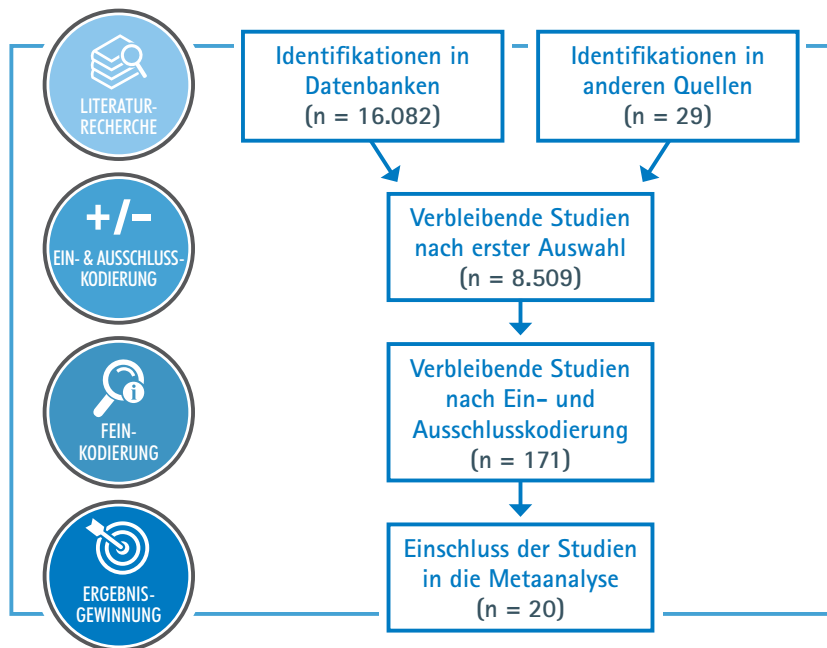 LITERATUR-
RECHERCHE
Identifikationen in
Datenbanken
(n = 16.082)
Identifikationen in
anderen Quellen
(n = 29)
+/-
EIN- & AUSSCHLUSS-
KODIERUNG
Verbleibende Studien
nach erster Auswahl
(n = 8.509)
i
FEIN-
KODIERUNG
Verbleibende Studien
nach Ein- und
Ausschlusskodierung
(n = 171)
ERGEBNIS-
GEWINNUNG
Einschluss der Studien
in die Metaanalyse
(n = 20)